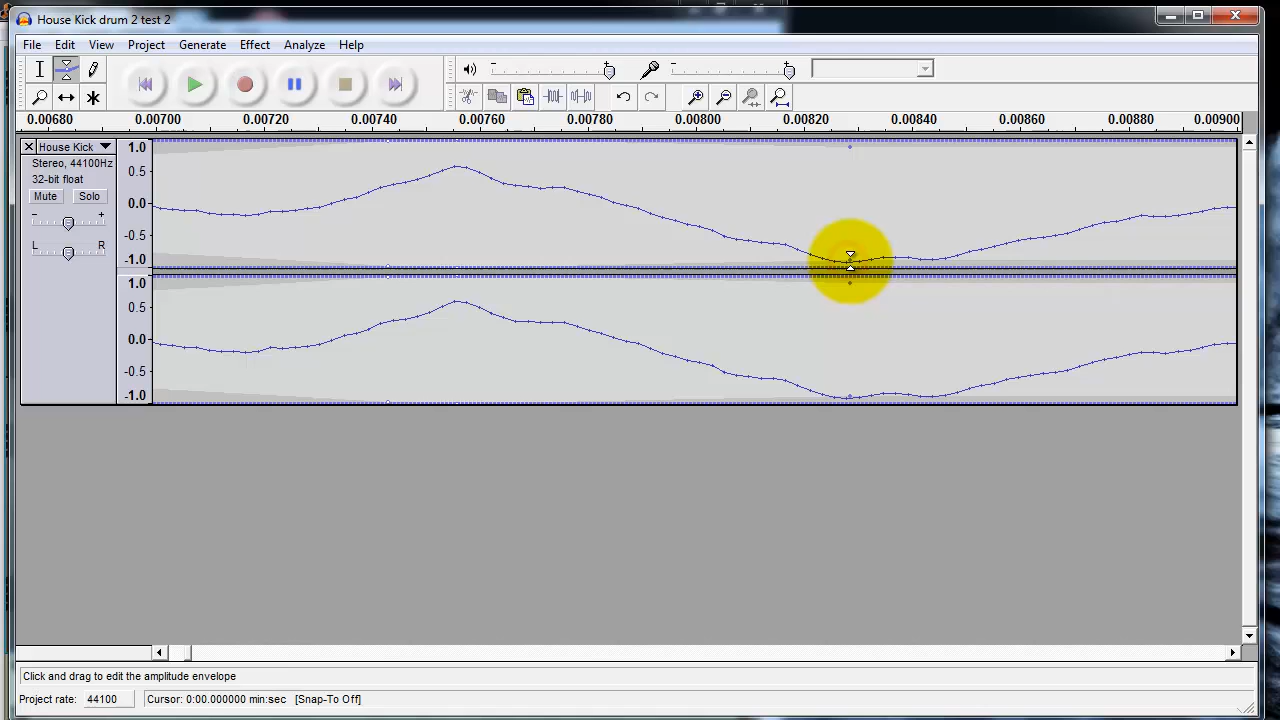 House Kick drum 2 test 2
File Edit View Project Generate Effect Analyze Help
0.00680 0.00700 0.00720 0.00740 0.00760 0.00780 0.00800 0.00820 0.00840 0.00860 0.00880 0.00900
House Kick
Stereo, 44100Hz
32-bit float
Mute Solo
- +
L R
1.0
0.5
0.0
-0.5
-1.0
1.0
0.5
0.0
-0.5
-1.0
Click and drag to edit the amplitude envelope
Project rate: 44100 Cursor: 0:00.000000 min:sec [Snap-To Off]